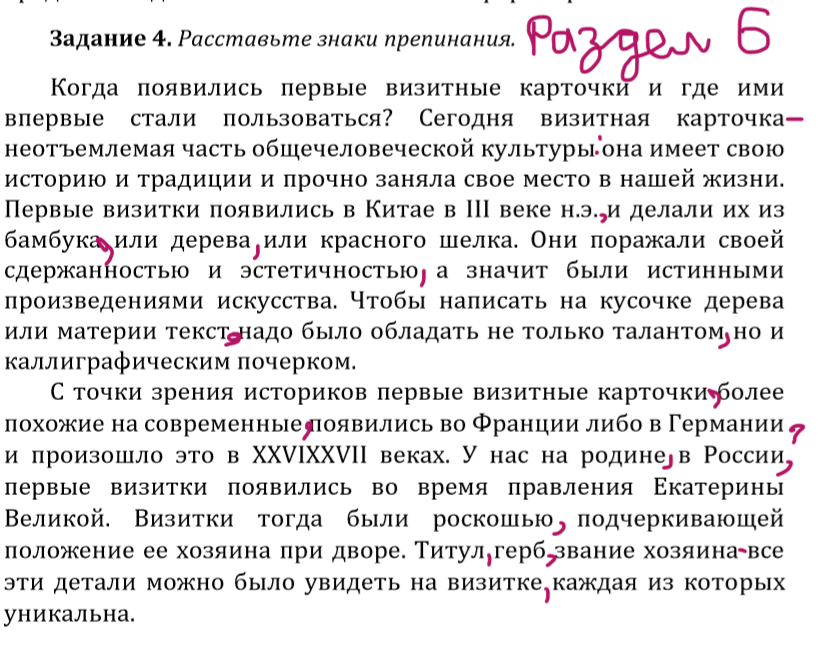 Задание 4. Расставьте знаки препинания. Раздел Б
Когда появились первые визитные карточки и где ими
впервые стали пользоваться? Сегодня визитная карточка–
неотъемлемая часть общечеловеческой культуры:она имеет свою
историю и традиции и прочно заняла свое место в нашей жизни.
Первые визитки появились в Китае в III веке н.э.,и делали их из
бамбука,или дерева,или красного шелка. Они поражали своей
сдержанностью и эстетичностью, а значит были истинными
произведениями искусства. Чтобы написать на кусочке дерева
или материи текст,надо было обладать не только талантом,но и
каллиграфическим почерком.
С точки зрения историков первые визитные карточки,более
похожие на современные,появились во Франции либо в Германии,
и произошло это в XXVIXXVII веках. У нас на родине,в России,
первые визитки появились во время правления Екатерины
Великой. Визитки тогда были роскошью, подчеркивающей
положение ее хозяина при дворе. Титул,герб,звание хозяина-все
эти детали можно было увидеть на визитке,каждая из которых
уникальна.